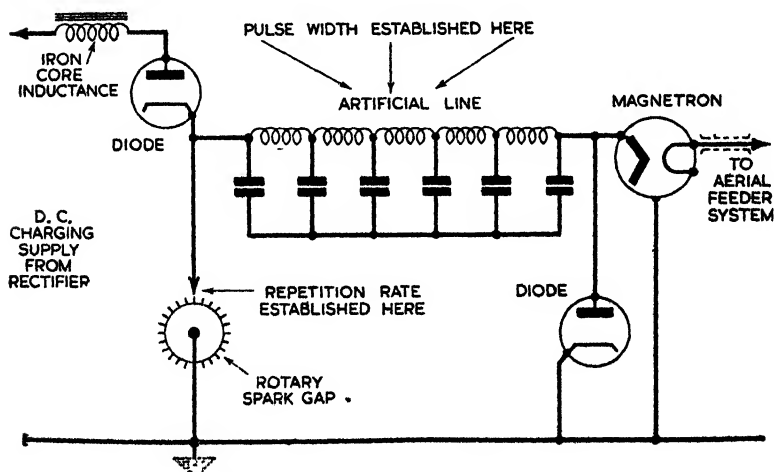 PULSE WIDTH ESTABLISHED HERE
IRON
CORE
INDUCTANCE
DIODE
ARTIFICIAL LINE
MAGNETRON
TO
AERIAL
FEEDER
SYSTEM
D. C.
CHARGING
SUPPLY
FROM
RECTIFIER
REPETITION RATE
ESTABLISHED HERE
DIODE
ROTARY
SPARK GAP.